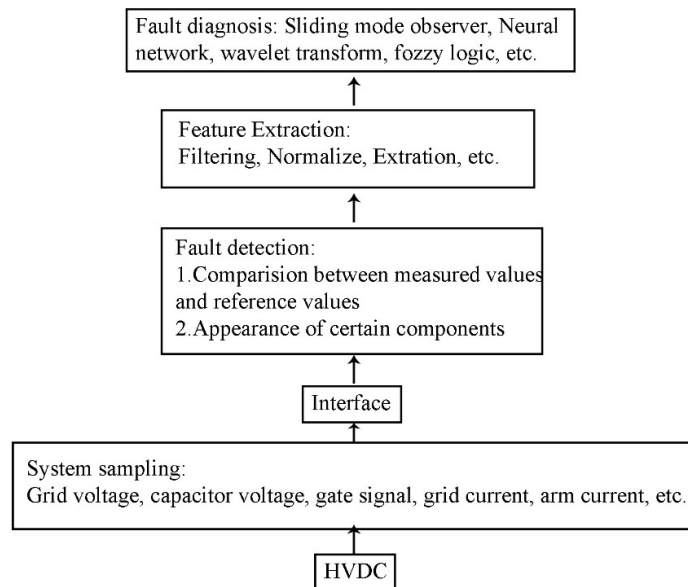 Fault diagnosis: Sliding mode observer, Neural
network, wavelet transform, fozzy logic, etc.
Feature Extraction:
Filtering, Normalize, Extration, etc.
Fault detection:
1.Comparision between measured values
and reference values
2.Appearance of certain components
Interface
System sampling:
Grid voltage, capacitor voltage, gate signal, grid current, arm current, etc.
HVDC